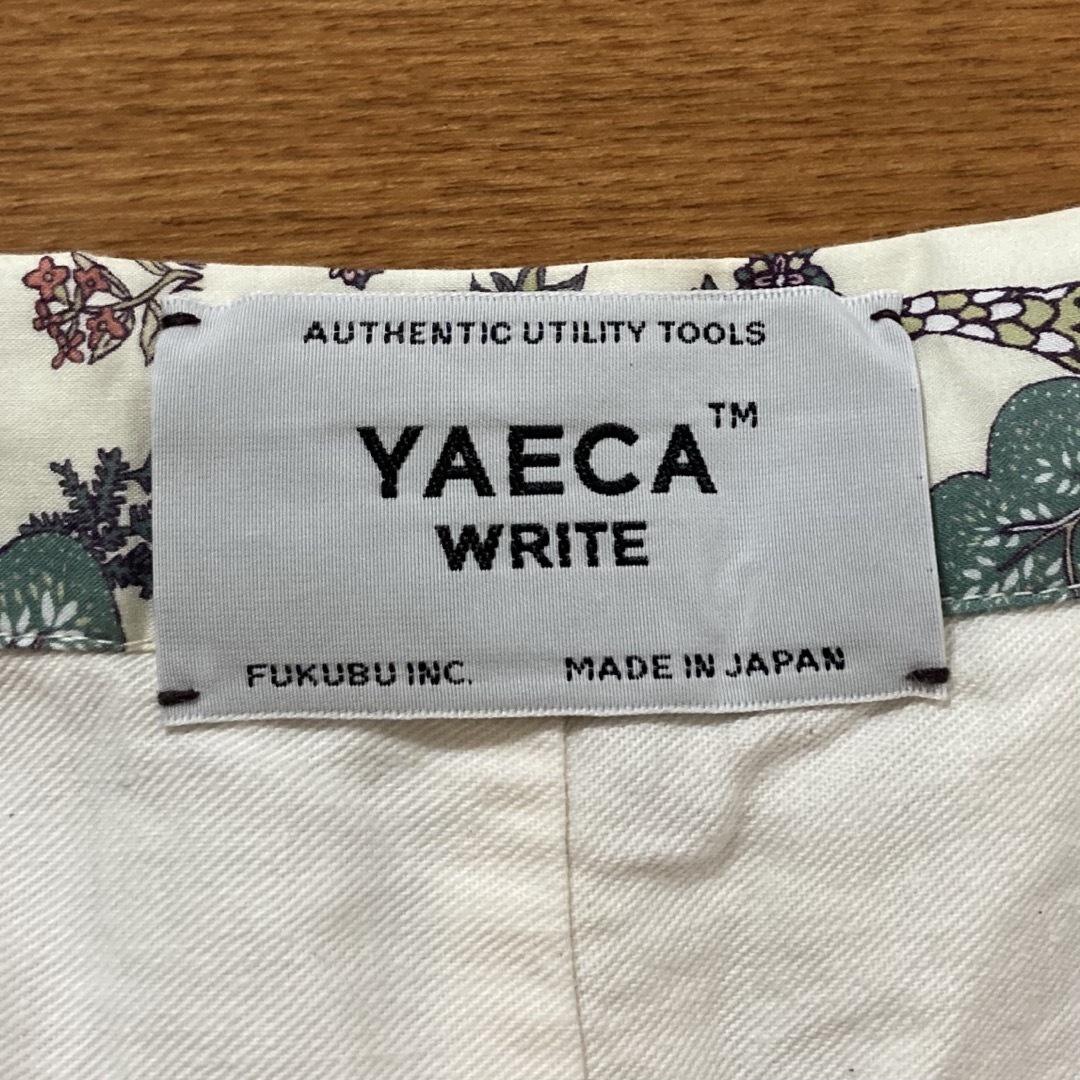 AUTHENTIC UTILITY TOOLS
YAECA™
WRITE
FUKUBU INC. MADE IN JAPAN